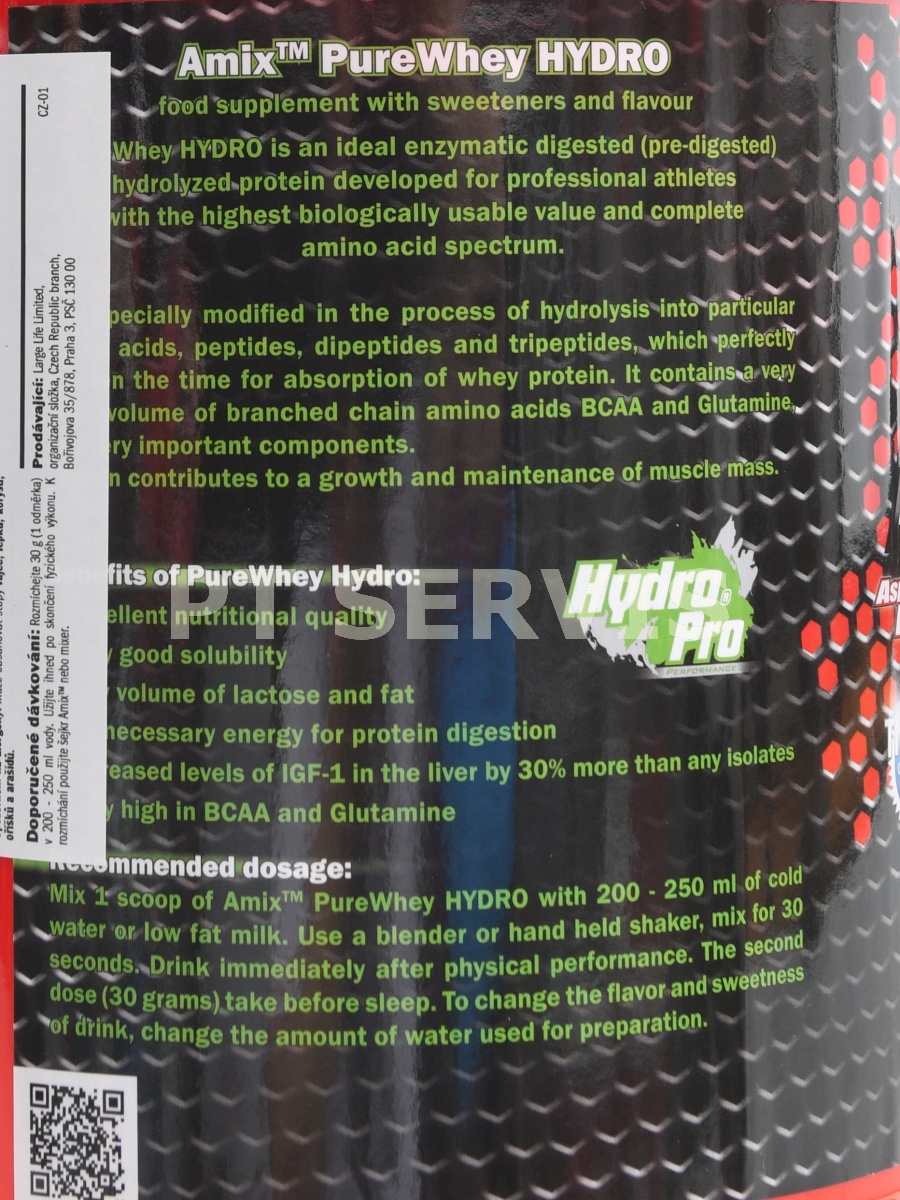 Amix™ PureWhey HYDRO
food supplement with sweeteners and flavour
Whey HYDRO is an ideal enzymatic digested (pre-digested)
hydrolyzed protein developed for professional athletes
with the highest biologically usable value and complete
amino acid spectrum.
pecially modified in the process of hydrolysis into particular
acids, peptides, dipeptides and tripeptides, which perfectly
n the time for absorption of whey protein. It contains a very
volume of branched chain amino acids BCAA and Glutamine,
ry important components.
n contributes to a growth and maintenance of muscle mass.
fits of PureWhey Hydro:
ellent nutritional quality
good solubility
volume of lactose and fat
necessary energy for protein digestion
eased levels of IGF-1 in the liver by 30% more than any isolates
y high in BCAA and Glutamine
Hydro®
Pro
PERFORMANCE
Recommended dosage:
Mix 1 scoop of Amix™ PureWhey HYDRO with 200 - 250 ml of cold
water or low fat milk. Use a blender or hand held shaker, mix for 30
seconds. Drink immediately after physical performance. The second
dose (30 grams) take before sleep. To change the flavor and sweetness
of drink, change the amount of water used for preparation.
ořísků a arašídů.
Doporučené dávkování: Rozmíchejte 30 g (1 odměrka)
v 200 - 250 ml vody. Užijte ihned po skončení fyzického výkonu. K
rozmíchání použijte šejkr Amix™ nebo mixer.
Prodávající: Large Life Limited,
organizační složka, Czech Republic branch,
Bořivojova 35/878, Praha 3, PSČ 130 00
CZ-01
PT SERVIS